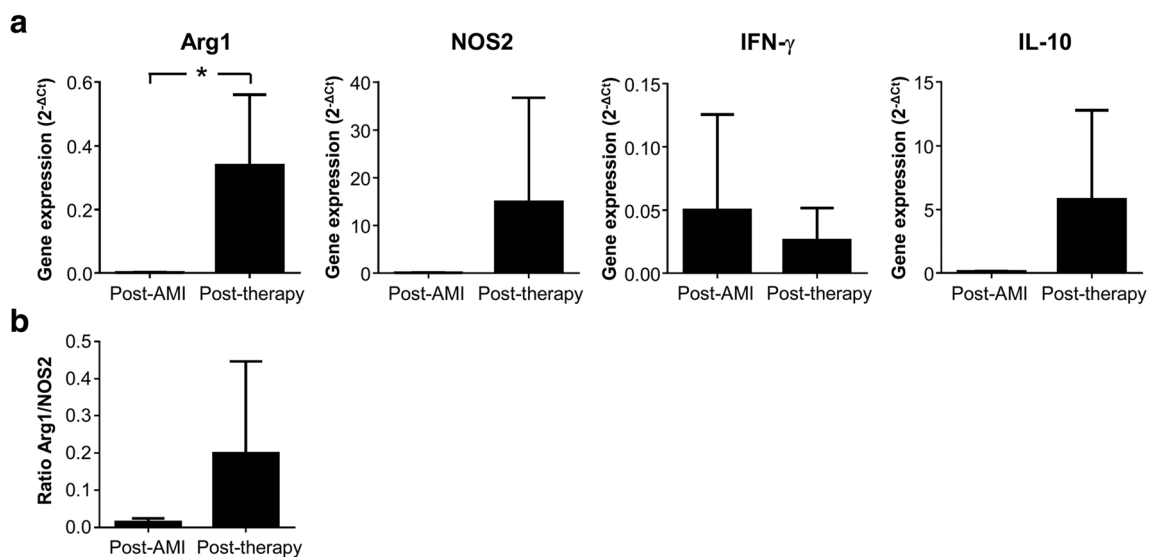 a
Arg1
NOS2
IFN-γ
IL-10
*
Gene expression (2-ΔCt)
0.6
0.4
0.2
0.0
Post-AMI Post-therapy
Gene expression (2-ΔCt)
40
30
20
10
0
Post-AMI Post-therapy
Gene expression (2-ΔCt)
0.15
0.10
0.05
0.00
Post-AMI Post-therapy
Gene expression (2-ΔCt)
15
10
5
0
Post-AMI Post-therapy
b
Ratio Arg1/NOS2
0.5
0.4
0.3
0.2
0.1
0.0
Post-AMI Post-therapy